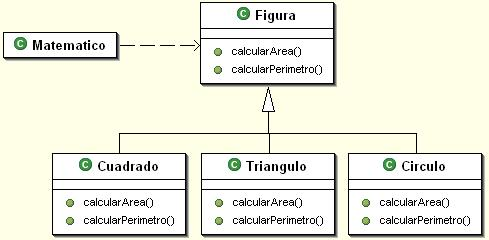 C Figura
C Matematico
calcularArea()
calcularPerimetro()
C Cuadrado
calcularArea()
calcularPerimetro()
C Triangulo
calcularArea()
calcularPerimetro()
C Circulo
calcularArea()
calcularPerimetro()